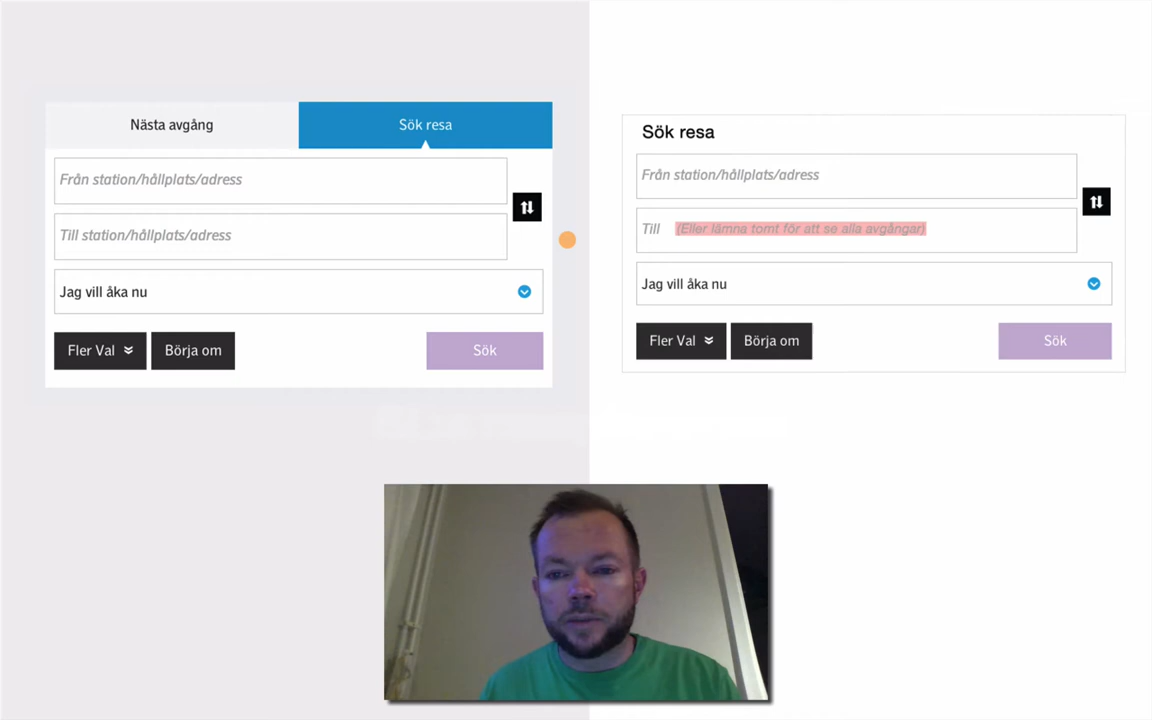 Nästa avgång
Sök resa
Från station/hållplats/adress
Till station/hållplats/adress
Jag vill åka nu
Fler Val
Börja om
Sök
Sök resa
Från station/hållplats/adress
Till (Eller lämna tomt för att se alla avgångar)
Jag vill åka nu
Fler Val
Börja om
Sök